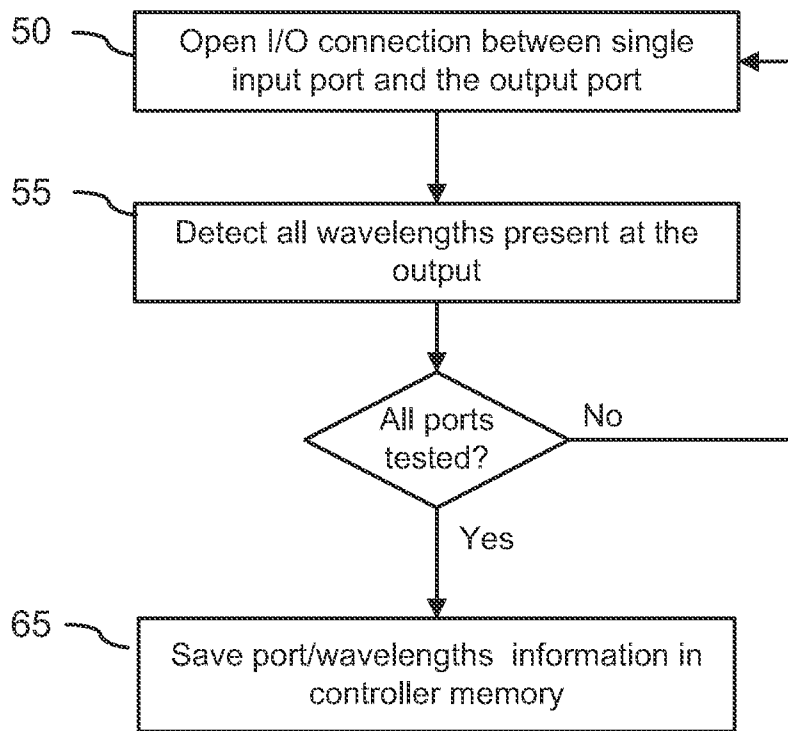 50
Open I/O connection between single
input port and the output port
55
Detect all wavelengths present at the
output
All ports
tested?
No
Yes
65
Save port/wavelengths information in
controller memory